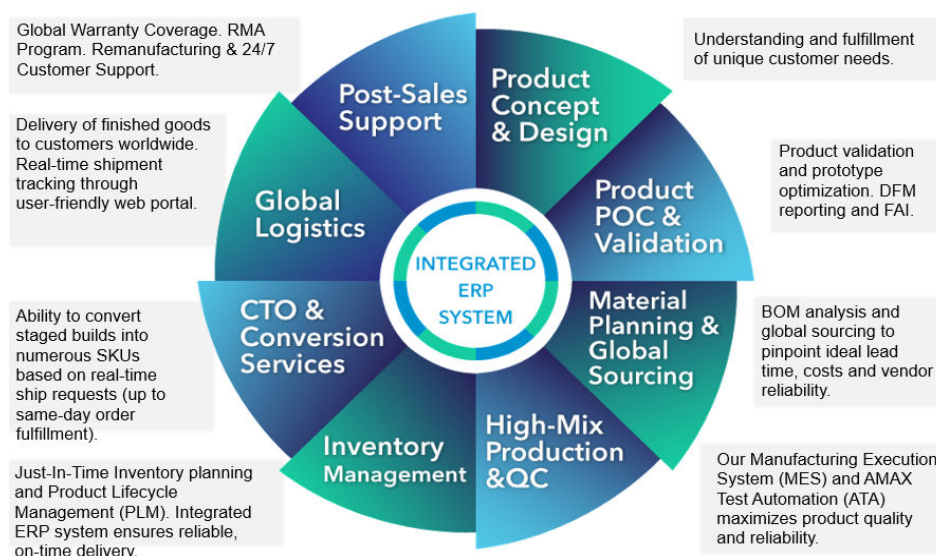 Global Warranty Coverage. RMA
Program. Remanufacturing & 24/7
Customer Support.
Post-Sales
Support
Product
Concept
& Design
Understanding and fulfillment
of unique customer needs.
Delivery of finished goods
to customers worldwide.
Real-time shipment
tracking through
user-friendly web portal.
Global
Logistics
Product
POC &
Validation
Product validation
and prototype
optimization. DFM
reporting and FAI.
INTEGRATED
ERP
SYSTEM
Ability to convert
staged builds into
numerous SKUs
based on real-time
ship requests (up to
same-day order
fulfillment).
CTO &
Conversion
Services
Material
Planning &
Global
Sourcing
BOM analysis and
global sourcing to
pinpoint ideal lead
time, costs and vendor
reliability.
Just-In-Time Inventory planning
and Product Lifecycle
Management (PLM). Integrated
ERP system ensures reliable,
on-time delivery.
Inventory
Management
High-Mix
Production
&QC
Our Manufacturing Execution
System (MES) and AMAX
Test Automation (ATA)
maximizes product quality
and reliability.